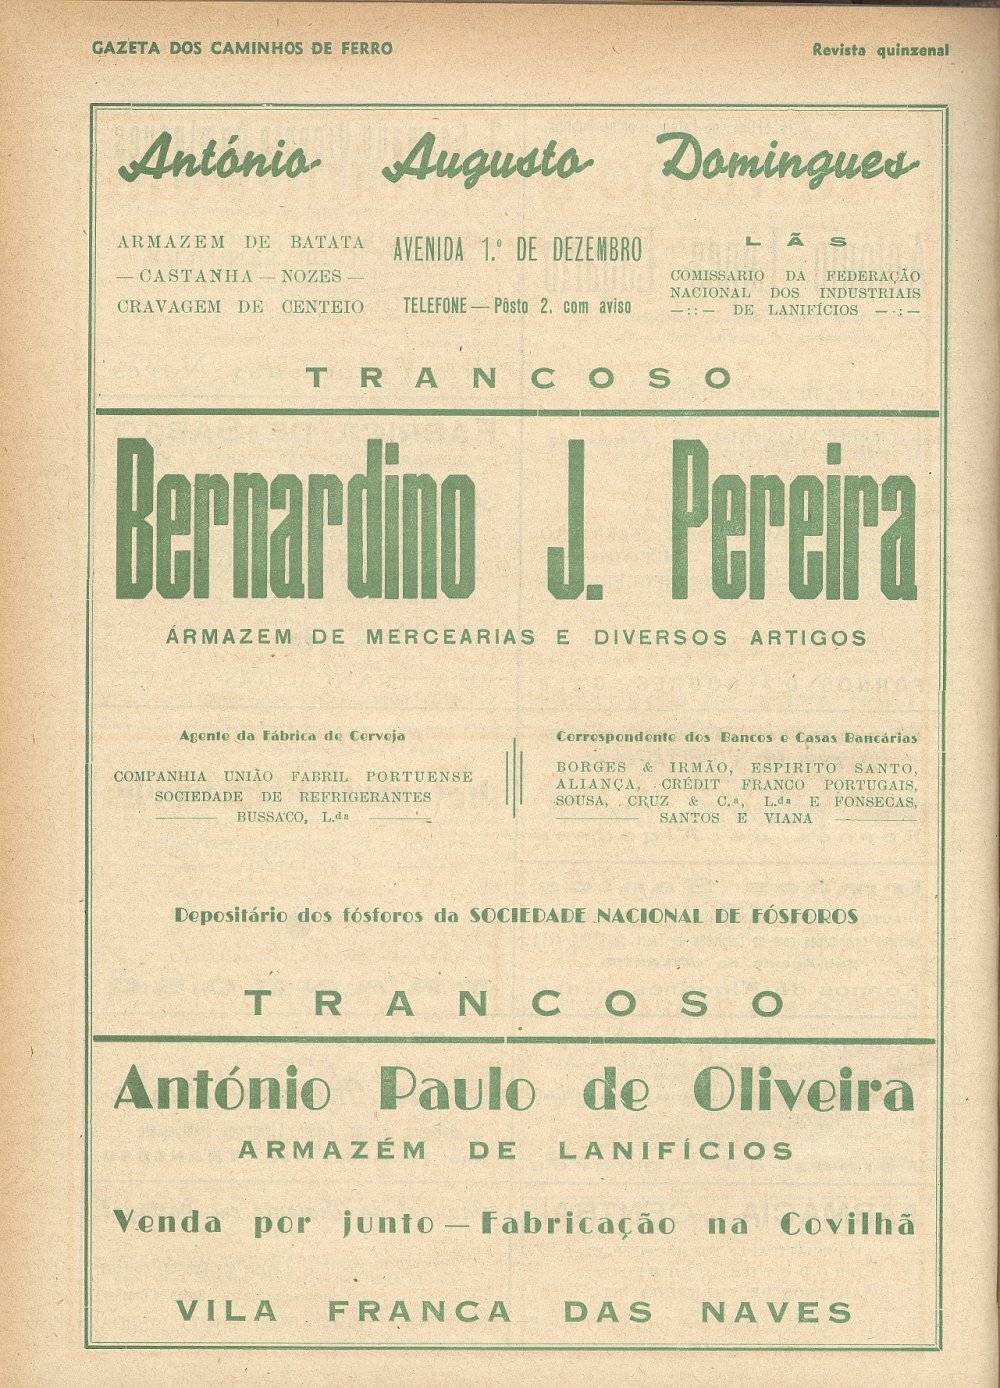 GAZETA DOS CAMINHOS DE FERRO
Revista quinzenal
António Augusto Domingues
ARMAZEM DE BATATA
— CASTANHA — NOZES —
CRAVAGEM DE CENTEIO
AVENIDA 1.º DE DEZEMBRO
TELEFONE — Pôsto 2, com aviso
LÃS
COMISSARIO DA FEDERAÇÃO
NACIONAL DOS INDUSTRIAIS
— :: — DE LANIFÍCIOS — · : —
TRANCOSO
Bernardino J. Pereira
ÁRMAZEM DE MERCEARIAS E DIVERSOS ARTIGOS
Agente da Fábrica de Cerveja
COMPANHIA UNIÃO FABRIL PORTUENSE
SOCIEDADE DE REFRIGERANTES
BUSSACO, L.da
Correspondente dos Bancos e Casas Bancárias
BORGES & IRMÃO, ESPIRITO SANTO,
ALIANÇA, CRÉDIT FRANCO PORTUGAIS,
SOUSA, CRUZ & C.ª, L.da E FONSECAS,
SANTOS E VIANA
Depositário dos fósforos da SOCIEDADE NACIONAL DE FÓSFOROS
TRANCOSO
António Paulo de Oliveira
ARMAZÉM DE LANIFÍCIOS
Venda por junto — Fabricação na Covilhã
VILA FRANCA DAS NAVES